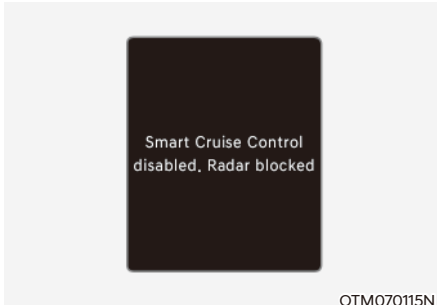 Smart Cruise Control
disabled. Radar blocked
OTM070115N